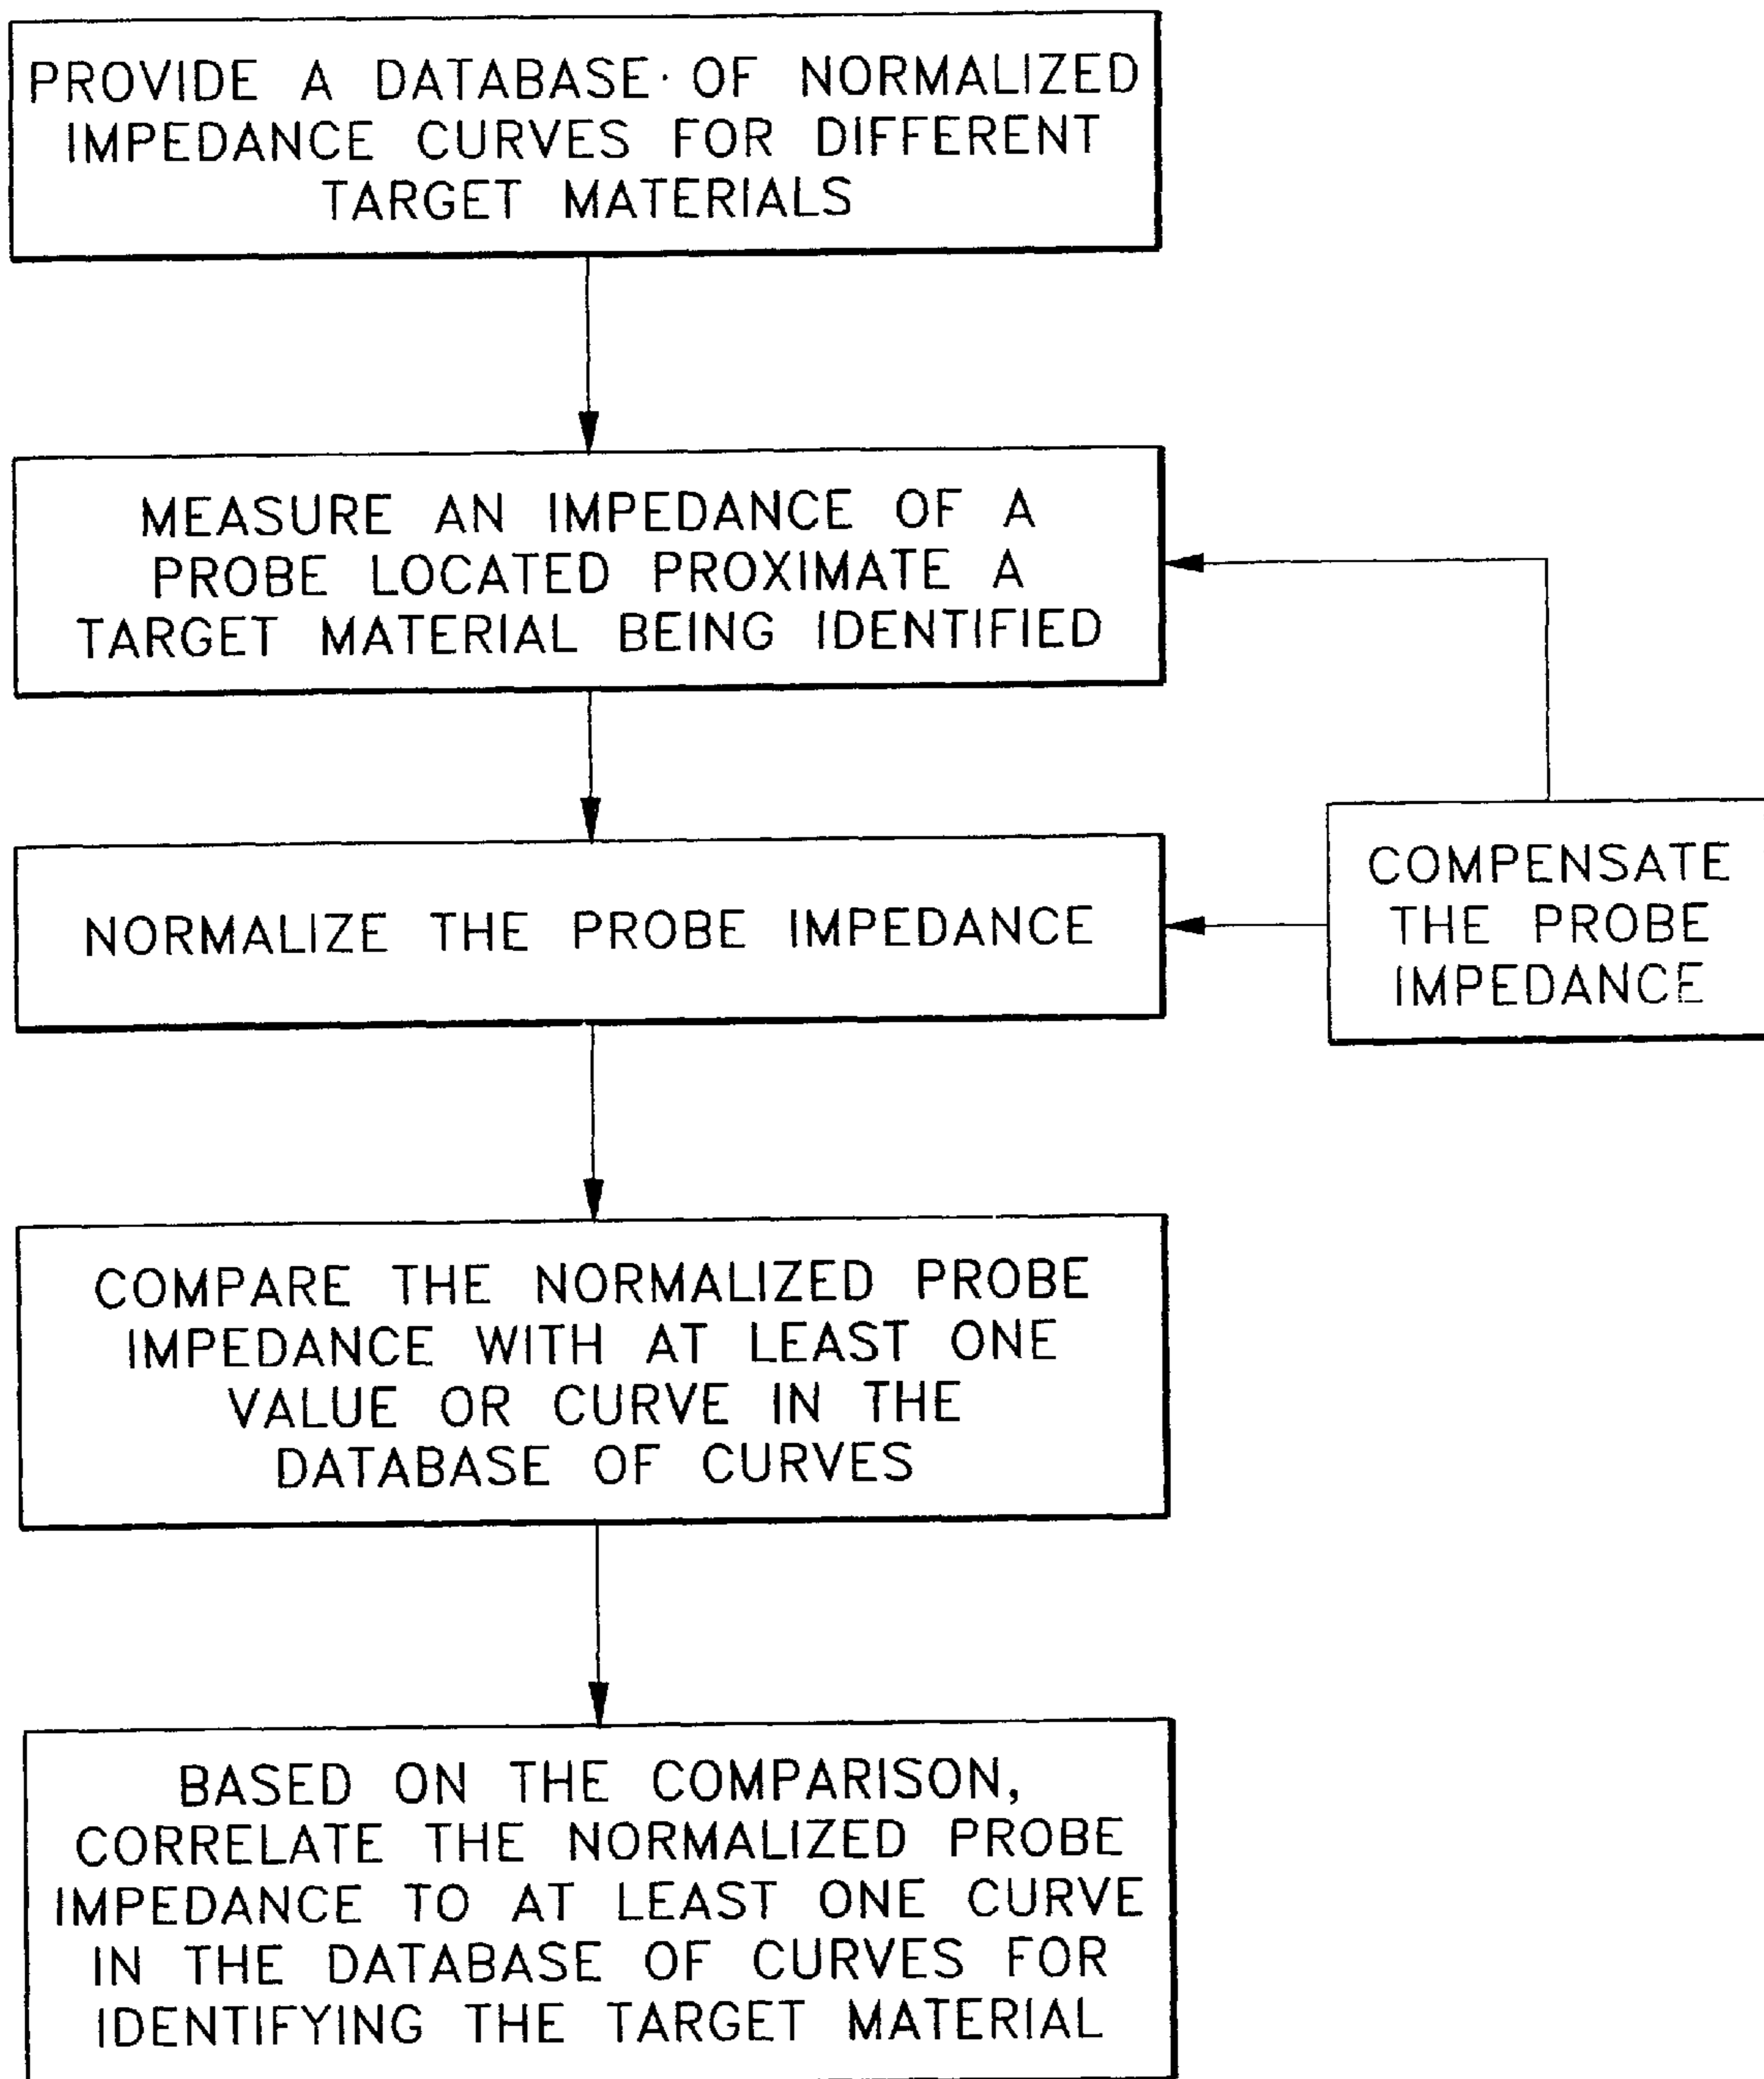 PROVIDE A DATABASE OF NORMALIZED
IMPEDANCE CURVES FOR DIFFERENT
TARGET MATERIALS
MEASURE AN IMPEDANCE OF A
PROBE LOCATED PROXIMATE A
TARGET MATERIAL BEING IDENTIFIED
NORMALIZE THE PROBE IMPEDANCE
COMPENSATE
THE PROBE
IMPEDANCE
COMPARE THE NORMALIZED PROBE
IMPEDANCE WITH AT LEAST ONE
VALUE OR CURVE IN THE
DATABASE OF CURVES
BASED ON THE COMPARISON,
CORRELATE THE NORMALIZED PROBE
IMPEDANCE TO AT LEAST ONE CURVE
IN THE DATABASE OF CURVES FOR
IDENTIFYING THE TARGET MATERIAL